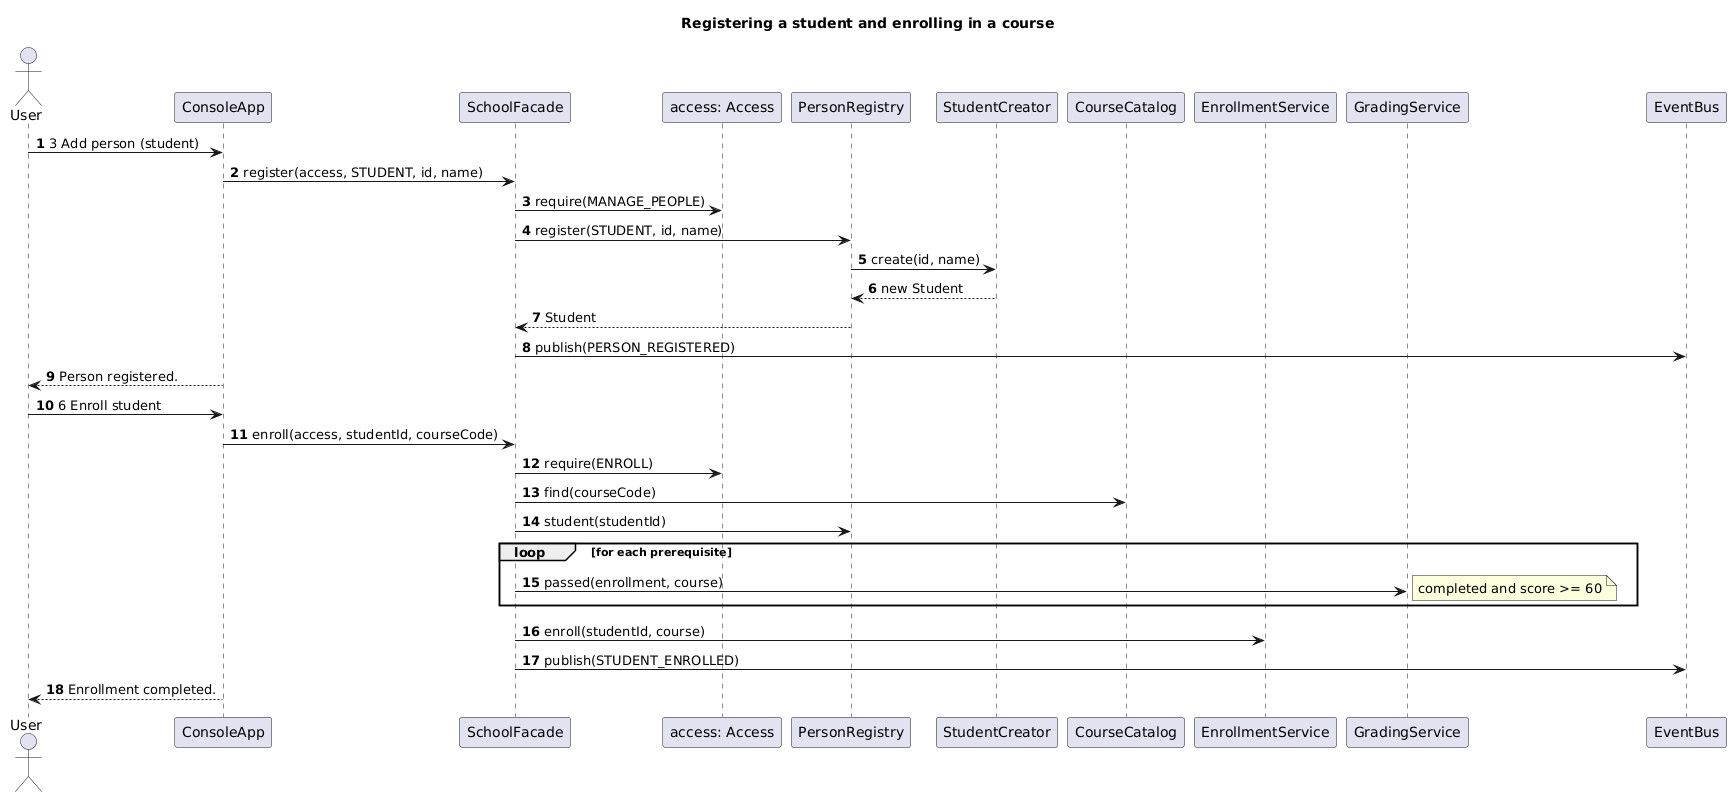 Registering a student and enrolling in a course
User
ConsoleApp
SchoolFacade
access: Access
PersonRegistry
StudentCreator
CourseCatalog
EnrollmentService
GradingService
EventBus
1 3 Add person (student)
2 register(access, STUDENT, id, name)
3 require(MANAGE_PEOPLE)
4 register(STUDENT, id, name)
5 create(id, name)
6 new Student
7 Student
8 publish(PERSON_REGISTERED)
9 Person registered.
10 6 Enroll student
11 enroll(access, studentId, courseCode)
12 require(ENROLL)
13 find(courseCode)
14 student(studentId)
loop [for each prerequisite]
15 passed(enrollment, course)
completed and score >= 60
16 enroll(studentId, course)
17 publish(STUDENT_ENROLLED)
18 Enrollment completed.
User
ConsoleApp
SchoolFacade
access: Access
PersonRegistry
StudentCreator
CourseCatalog
EnrollmentService
GradingService
EventBus